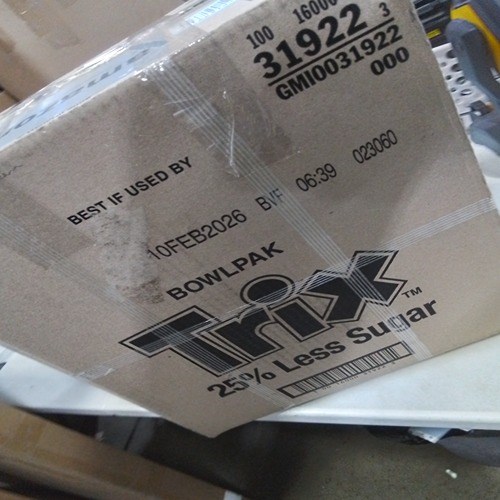 100 16000 3
31922
GMI0031922
000
BEST IF USED BY
10FEB2026 BVF 06:39 023060
BOWLPAK
Trix™
25% Less Sugar